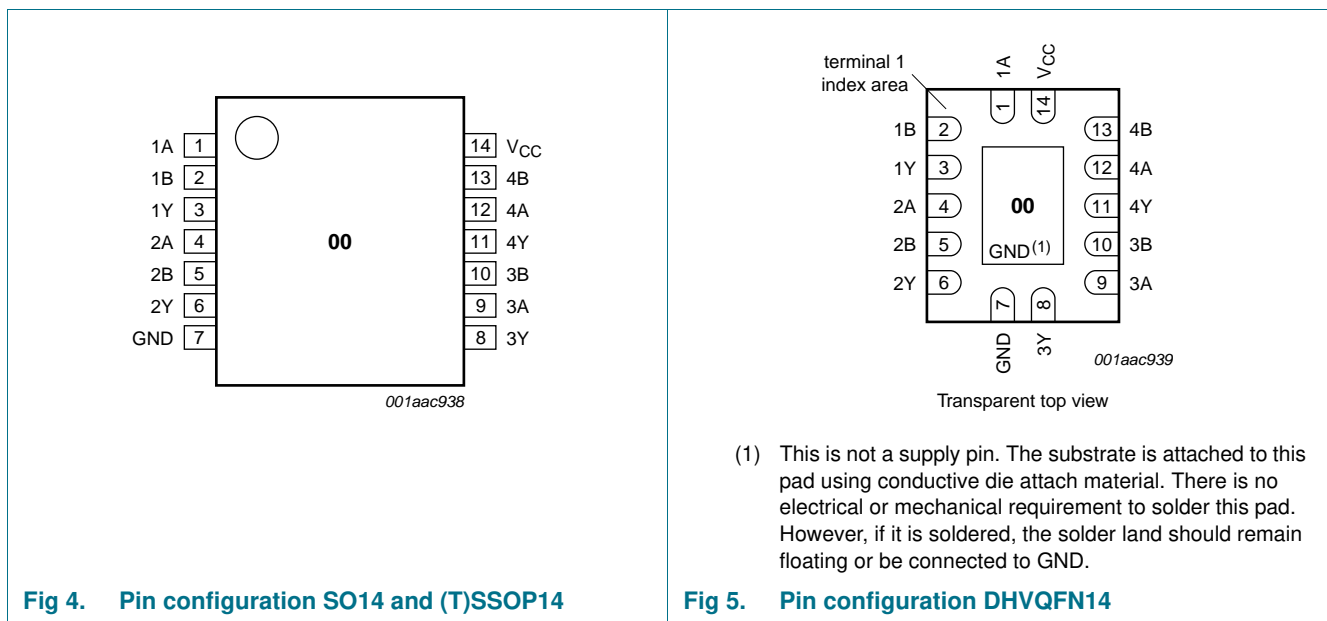 1A 1
1B 2
1Y 3
2A 4
2B 5
2Y 6
GND 7
00
14 VCC
13 4B
12 4A
11 4Y
10 3B
9 3A
8 3Y
001aac938
Fig 4. Pin configuration SO14 and (T)SSOP14
terminal 1
index area
1A
VCC
1
14
1B 2
1Y 3
2A 4
2B 5
2Y 6
00
GND(1)
13 4B
12 4A
11 4Y
10 3B
9 3A
7
8
GND
3Y
001aac939
Transparent top view
(1) This is not a supply pin. The substrate is attached to this
pad using conductive die attach material. There is no
electrical or mechanical requirement to solder this pad.
However, if it is soldered, the solder land should remain
floating or be connected to GND.
Fig 5. Pin configuration DHVQFN14